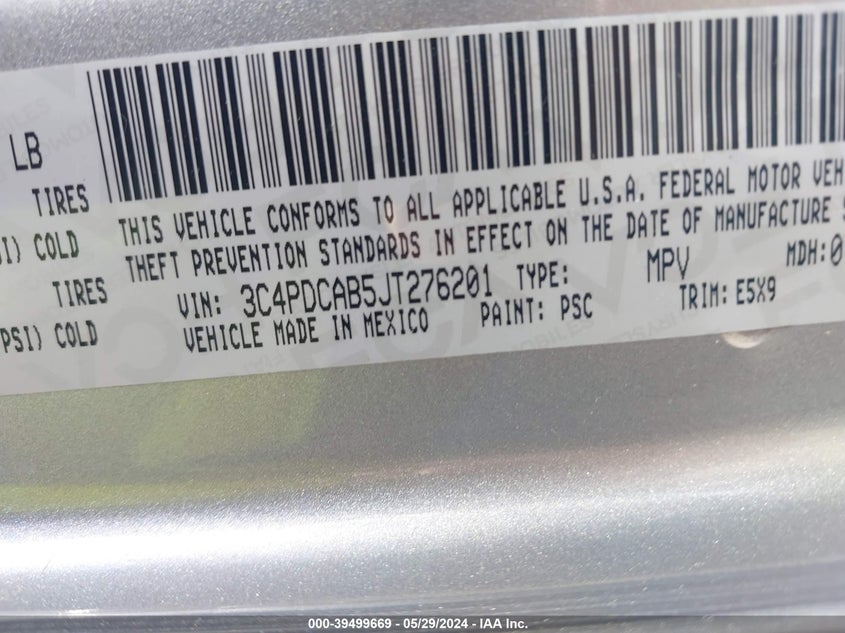 LB
TIRES
SI) COLD
TIRES
PSI) COLD
THIS VEHICLE CONFORMS TO ALL APPLICABLE U.S.A. FEDERAL MOTOR VEH
THEFT PREVENTION STANDARDS IN EFFECT ON THE DATE OF MANUFACTURE S
VIN: 3C4PDCAB5JT276201 TYPE: MPV MDH:0
VEHICLE MADE IN MEXICO PAINT: PSC TRIM: E5X9
000-39499669 - 05/29/2024 - IAA Inc.